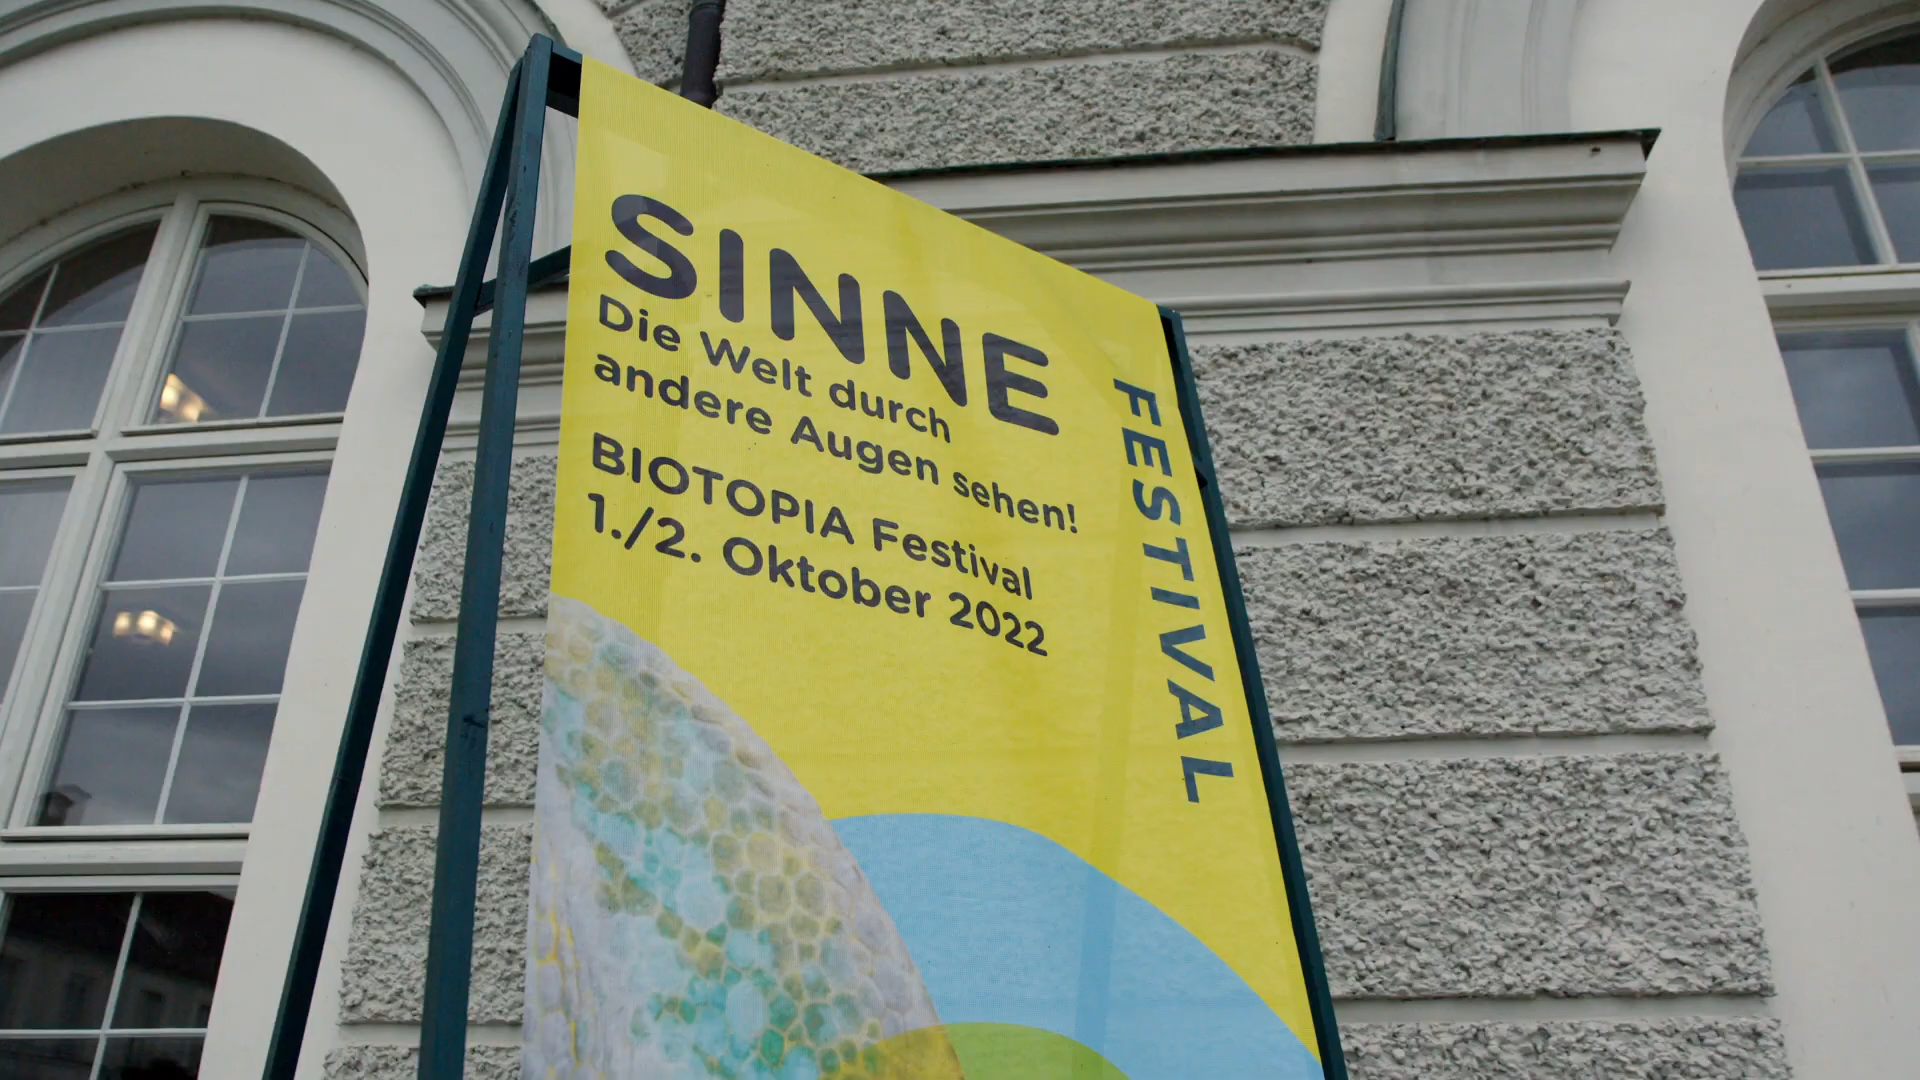 SINNE
Die Welt durch
andere Augen sehen!
BIOTOPIA Festival
1./2. Oktober 2022
FESTIVAL